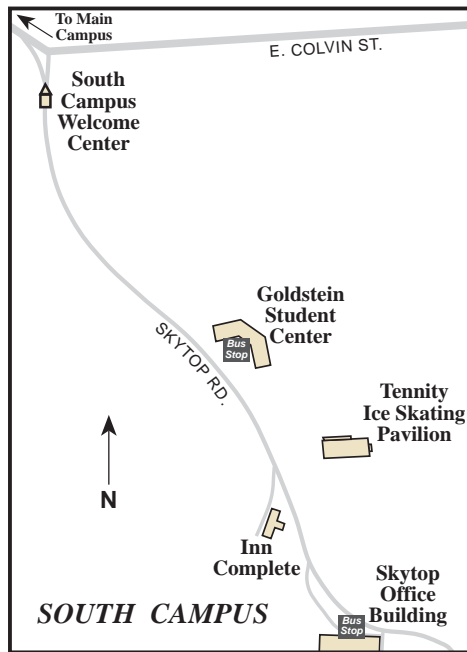 To Main
Campus
E. COLVIN ST.
South
Campus
Welcome
Center
Goldstein
Student
Center
Bus
Stop
SKYTOP RD.
Tennity
Ice Skating
Pavilion
N
Inn
Complete
Skytop
Office
Building
Bus
Stop
SOUTH CAMPUS